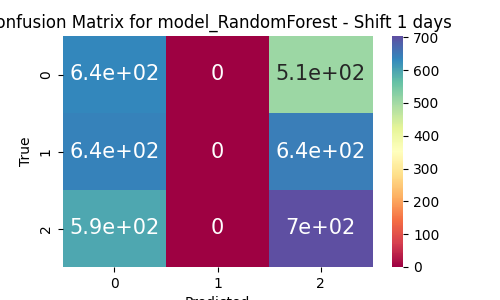 onfusion Matrix for model_RandomForest - Shift 1 days
0 6.4e+02 0 5.1e+02
1 6.4e+02 0 6.4e+02
2 5.9e+02 0 7e+02
True
0 1 2
Predicted
700
600
500
400
300
200
100
0